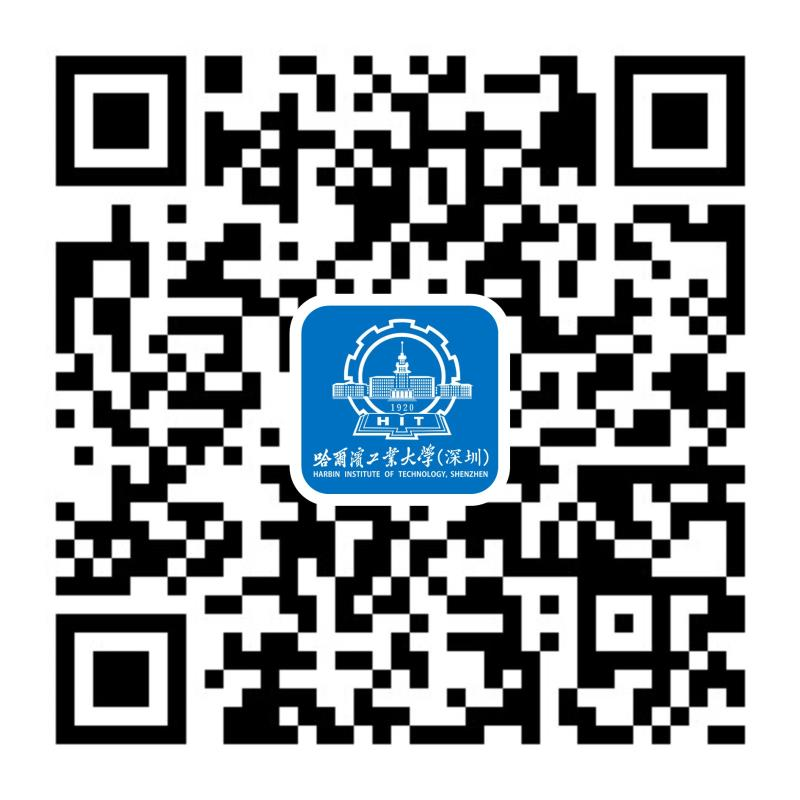 1920
HIT
哈爾濱工業大學(深圳)
HARBIN INSTITUTE OF TECHNOLOGY, SHENZHEN